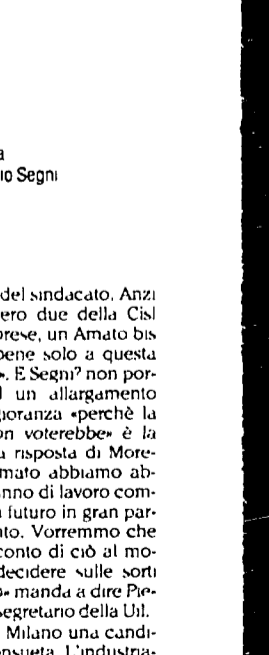 a
io Segni
del sindacato. Anzi
ero due della Cisl
prese, un Amato bis
bene solo a questa
». E Segni? non por-
d un allargamento
gioranza «perchè la
on voterebbe» è la
a risposta di More-
mato abbiamo ab-
anno di lavoro com-
l futuro in gran par-
ato. Vorremmo che
conto di ciò al mo-
decidere sulle sorti
o» manda a dire Pie-
segretario della Uil.
Milano una candi-
onsueta. L'industria-